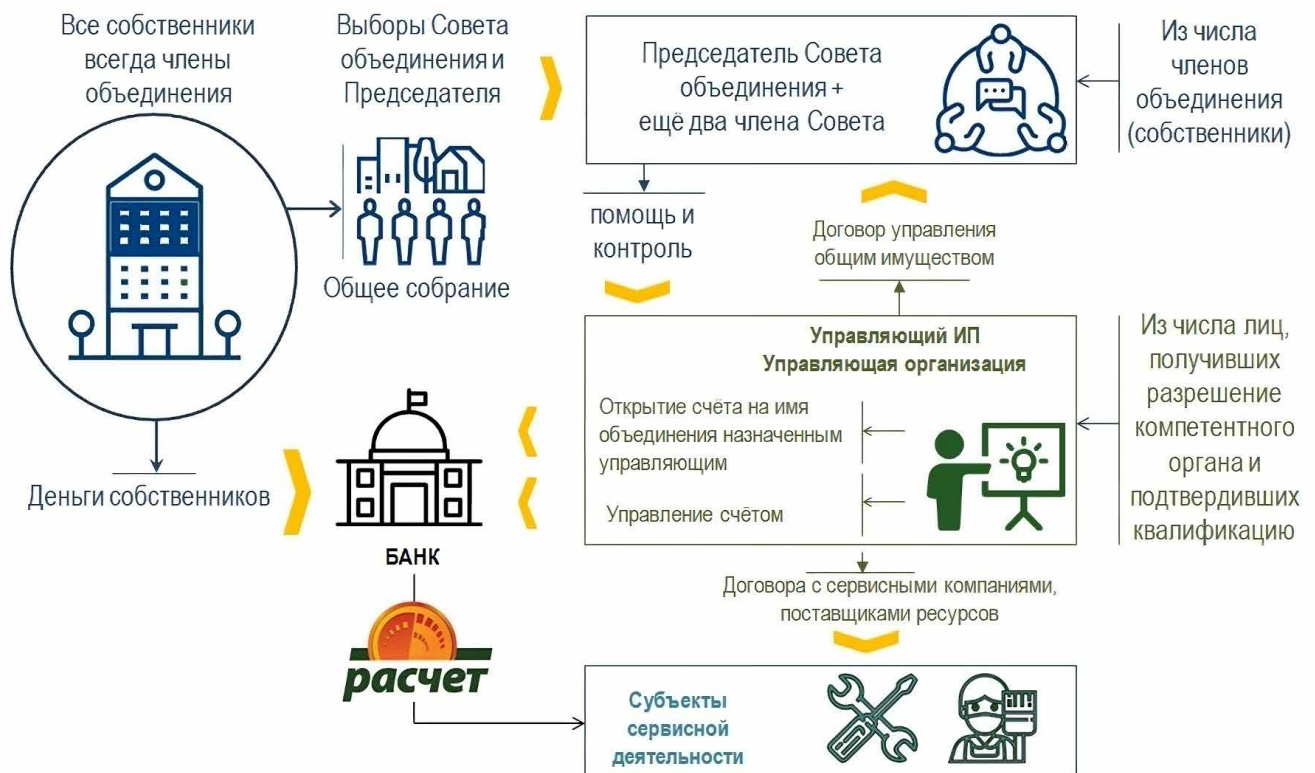 Все собственники
всегда члены
объединения
Выборы Совета
объединения и
Председателя
Общее собрание
Председатель Совета
объединения +
ещё два члена Совета
Из числа
членов
объединения
(собственники)
помощь и
контроль
Договор управления
общим имуществом
Управляющий ИП
Управляющая организация
Открытие счёта на имя
объединения назначенным
управляющим
Управление счётом
Из числа лиц,
получивших
разрешение
компетентного
органа и
подтвердивших
квалификацию
Деньги собственников
БАНК
расчет
Договора с сервисными компаниями,
поставщиками ресурсов
Субъекты
сервисной
деятельности